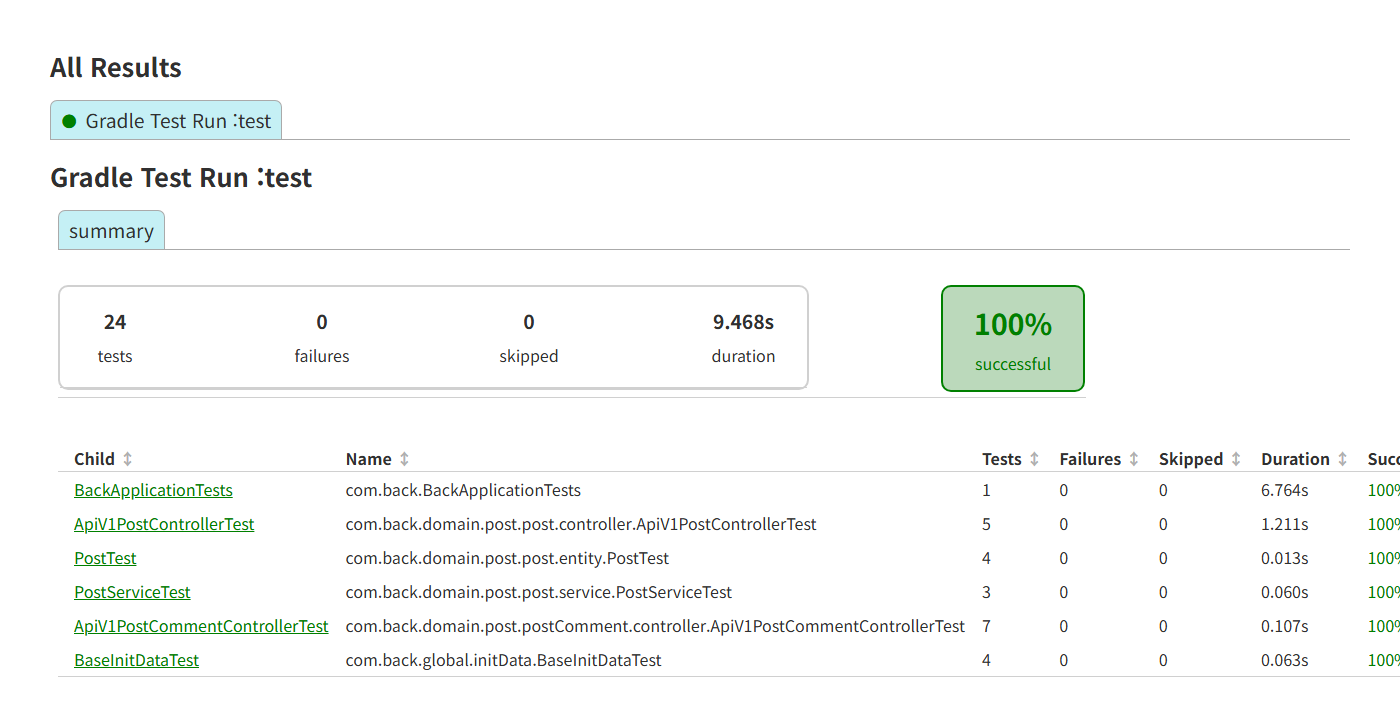 All Results
Gradle Test Run :test
Gradle Test Run :test
summary
24 0 0 9.468s 100%
tests failures skipped duration successful
Child Name Tests Failures Skipped Duration Succ
BackApplicationTests com.back.BackApplicationTests 1 0 0 6.764s 100%
ApiV1PostControllerTest com.back.domain.post.post.controller.ApiV1PostControllerTest 5 0 0 1.211s 100%
PostTest com.back.domain.post.post.entity.PostTest 4 0 0 0.013s 100%
PostServiceTest com.back.domain.post.post.service.PostServiceTest 3 0 0 0.060s 100%
ApiV1PostCommentControllerTest com.back.domain.post.postComment.controller.ApiV1PostCommentControllerTest 7 0 0 0.107s 100%
BaseInitDataTest com.back.global.initData.BaseInitDataTest 4 0 0 0.063s 100%